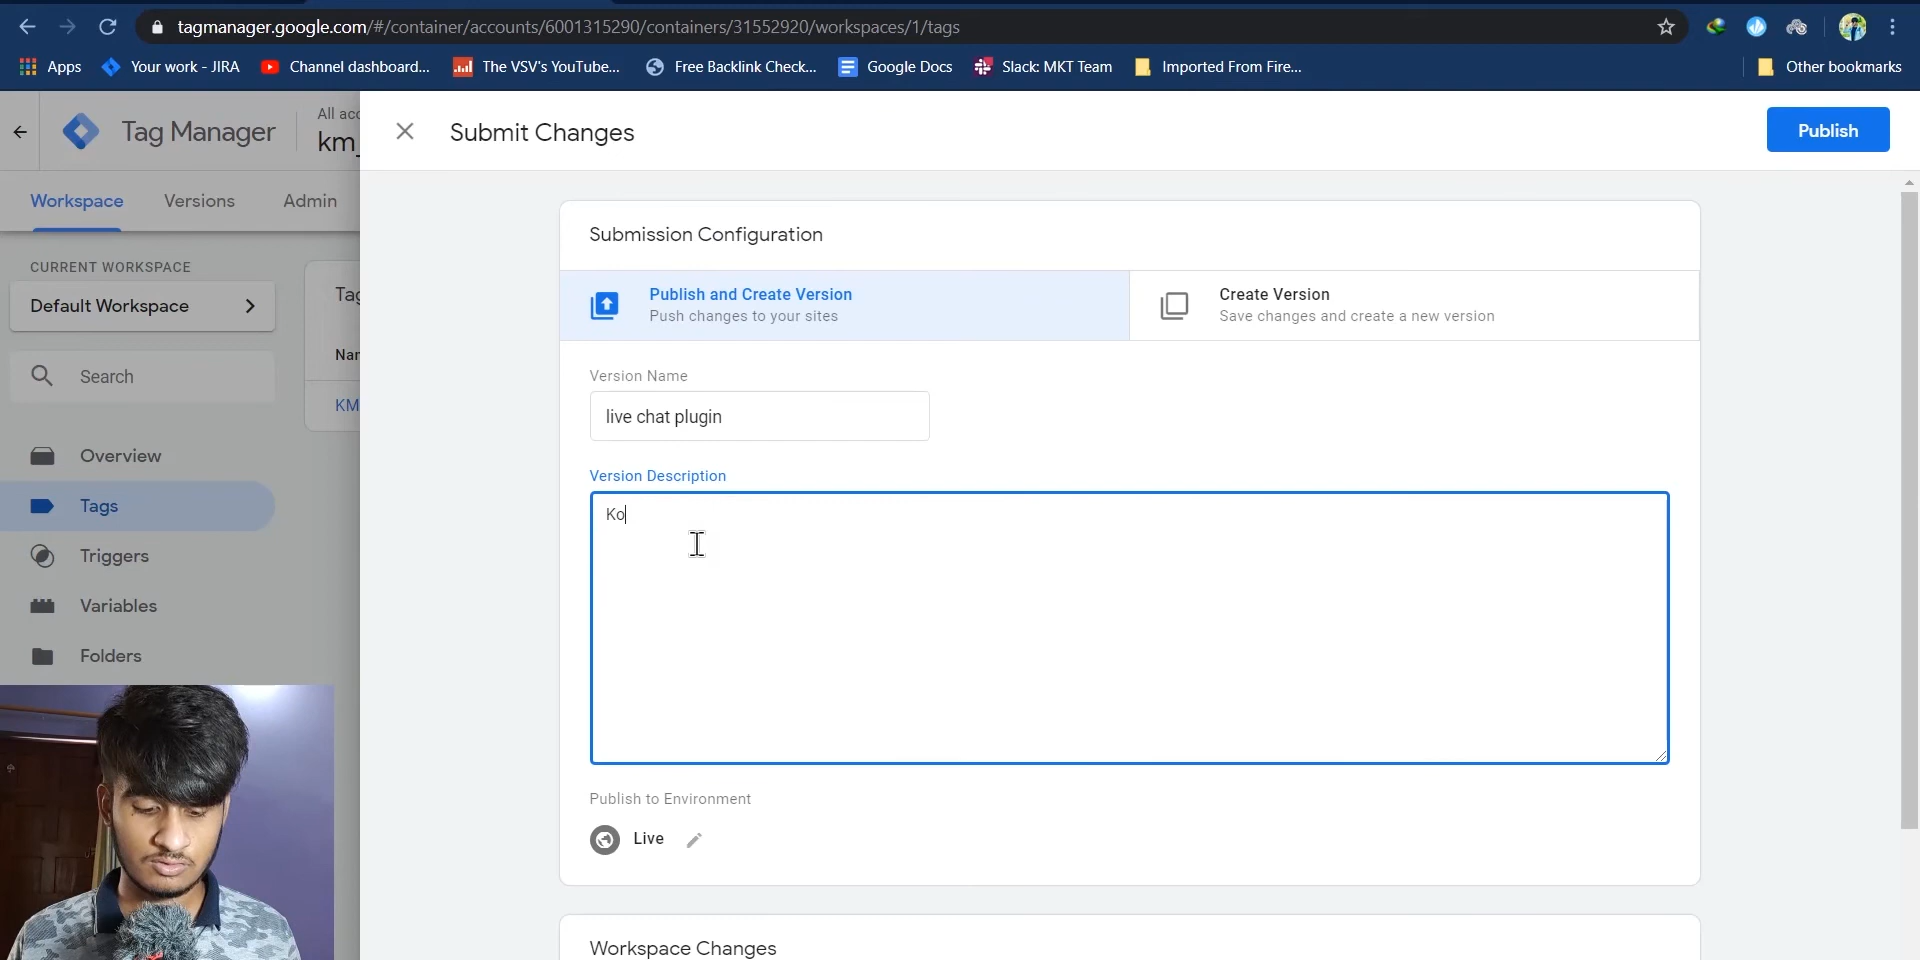 tagmanager.google.com/#/container/accounts/6001315290/containers/31552920/workspaces/1/tags
Apps
Your work - JIRA
Channel dashboard...
The VSV's YouTube...
Free Backlink Check...
Google Docs
Slack: MKT Team
Imported From Fire...
Other bookmarks
Tag Manager
All acc
km_
Submit Changes
Publish
Workspace
Versions
Admin
Submission Configuration
CURRENT WORKSPACE
Default Workspace
Tag
Publish and Create Version
Push changes to your sites
Create Version
Save changes and create a new version
Nar
Search
KM
Version Name
live chat plugin
Version Description
Ko
Overview
Tags
Triggers
Variables
Folders
Publish to Environment
Live
Workspace Changes